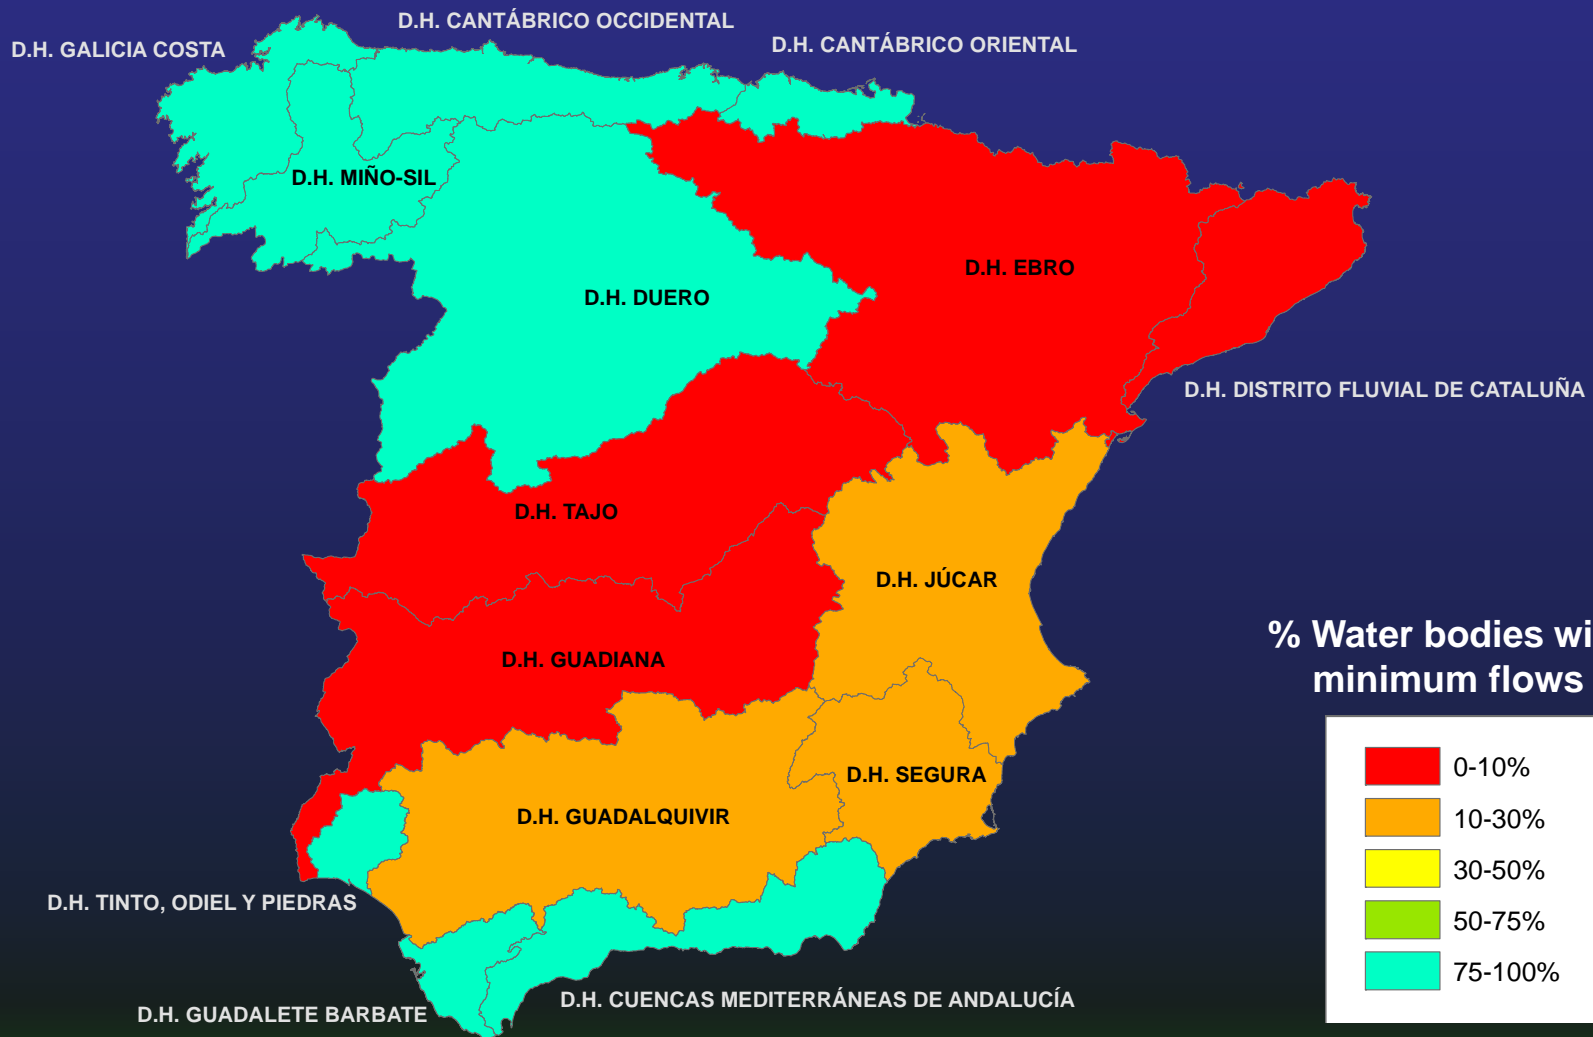 D.H. CANTÁBRICO OCCIDENTAL
D.H. GALICIA COSTA
D.H. CANTÁBRICO ORIENTAL
D.H. MIÑO-SIL
D.H. EBRO
D.H. DUERO
D.H. DISTRITO FLUVIAL DE CATALUÑA
D.H. TAJO
D.H. JÚCAR
D.H. GUADIANA
D.H. SEGURA
D.H. GUADALQUIVIR
D.H. TINTO, ODIEL Y PIEDRAS
D.H. CUENCAS MEDITERRÁNEAS DE ANDALUCÍA
D.H. GUADALETE BARBATE
% Water bodies wi
minimum flows
0-10%
10-30%
30-50%
50-75%
75-100%